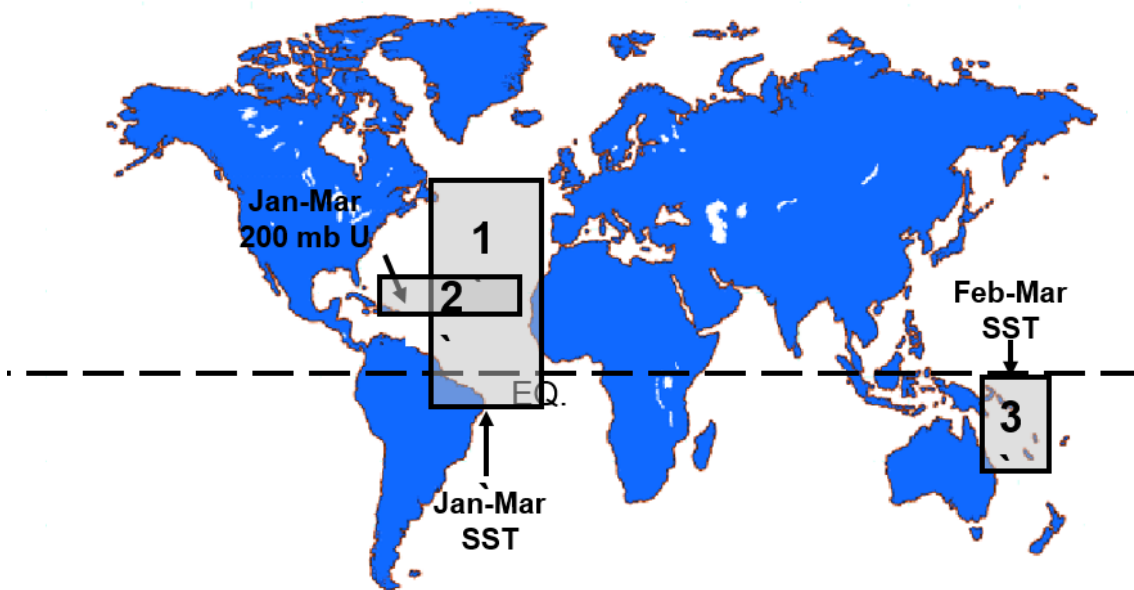 Jan-Mar
200 mb U
1
2
`
Feb-Mar
SST
EQ.
3
`
`
Jan-Mar
SST